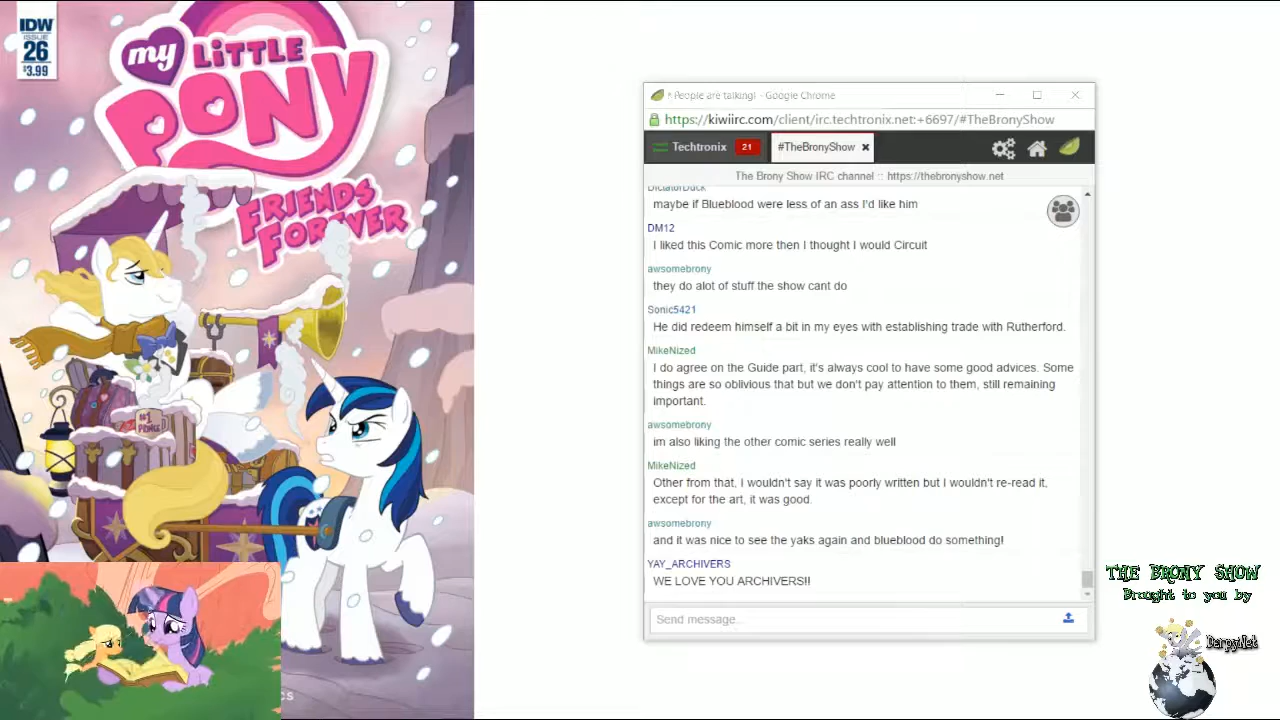 IDW
ISSUE
26
$3.99
my LiTTLE
PONY
FRIENDS
FOREVER
#1
PRINCE
* People are talking! - Google Chrome
https://kiwiirc.com/client/irc.techtronix.net:+6697/#TheBronyShow
Techtronix 21 #TheBronyShow
The Brony Show IRC channel :: https://thebronyshow.net
DictatorDuck
maybe if Blueblood were less of an ass I'd like him
DM12
I liked this Comic more then I thought I would Circuit
awsomebrony
they do alot of stuff the show cant do
Sonic5421
He did redeem himself a bit in my eyes with establishing trade with Rutherford.
MikeNized
I do agree on the Guide part, it's always cool to have some good advices. Some
things are so oblivious that but we don't pay attention to them, still remaining
important.
awsomebrony
im also liking the other comic series really well
MikeNized
Other from that, I wouldn't say it was poorly written but I wouldn't re-read it,
except for the art, it was good.
awsomebrony
and it was nice to see the yaks again and blueblood do something!
YAY_ARCHIVERS
WE LOVE YOU ARCHIVERS!!
Send message...
THE BRONY SHOW
Brought to you by
DerpyNet
CS